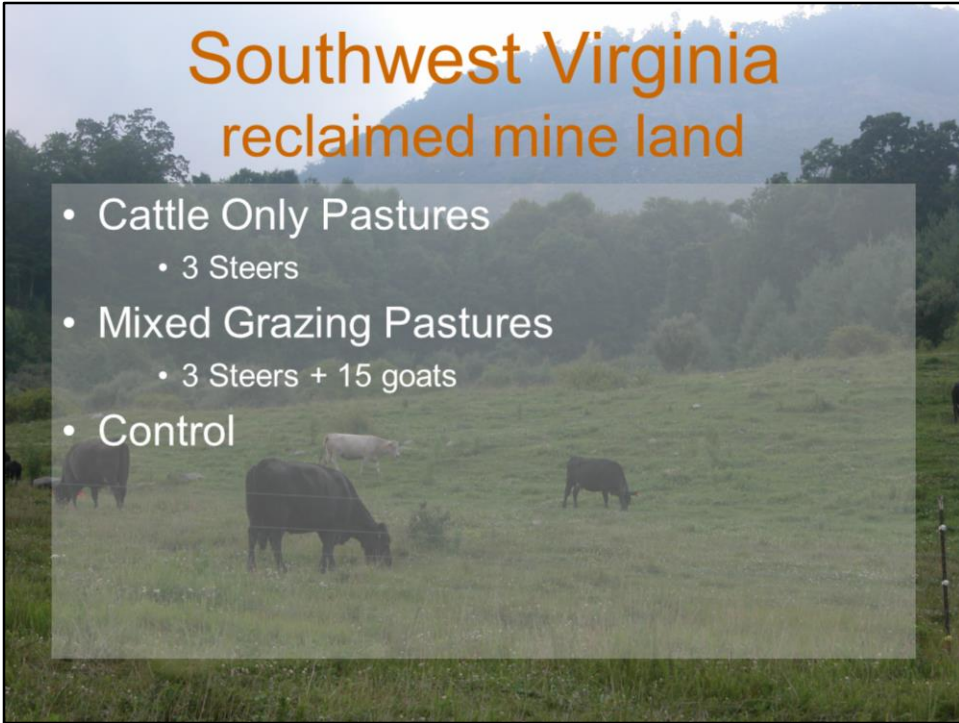 Southwest Virginia
reclaimed mine land
• Cattle Only Pastures
• 3 Steers
• Mixed Grazing Pastures
• 3 Steers + 15 goats
• Control